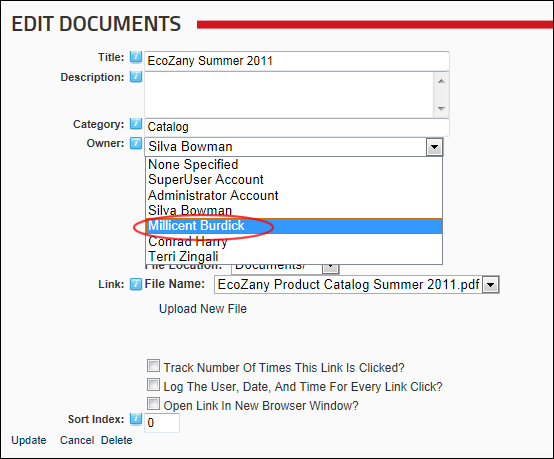 EDIT DOCUMENTS
Title: i EcoZany Summer 2011
Description: i
Category: i Catalog
Owner: i Silva Bowman
None Specified
SuperUser Account
Administrator Account
Silva Bowman
Millicent Burdick
Conrad Harry
Terri Zingali
File Location: Documents/
Link: i File Name: EcoZany Product Catalog Summer 2011.pdf
Upload New File
Track Number Of Times This Link Is Clicked?
Log The User, Date, And Time For Every Link Click?
Open Link In New Browser Window?
Sort Index: i 0
Update Cancel Delete